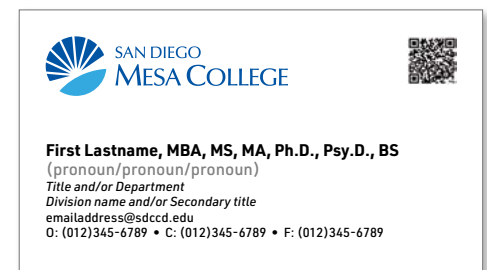 SAN DIEGO
MESA COLLEGE
First Lastname, MBA, MS, MA, Ph.D., Psy.D., BS
(pronoun/pronoun/pronoun)
Title and/or Department
Division name and/or Secondary title
emailaddress@sdccd.edu
O: (012)345-6789 • C: (012)345-6789 • F: (012)345-6789